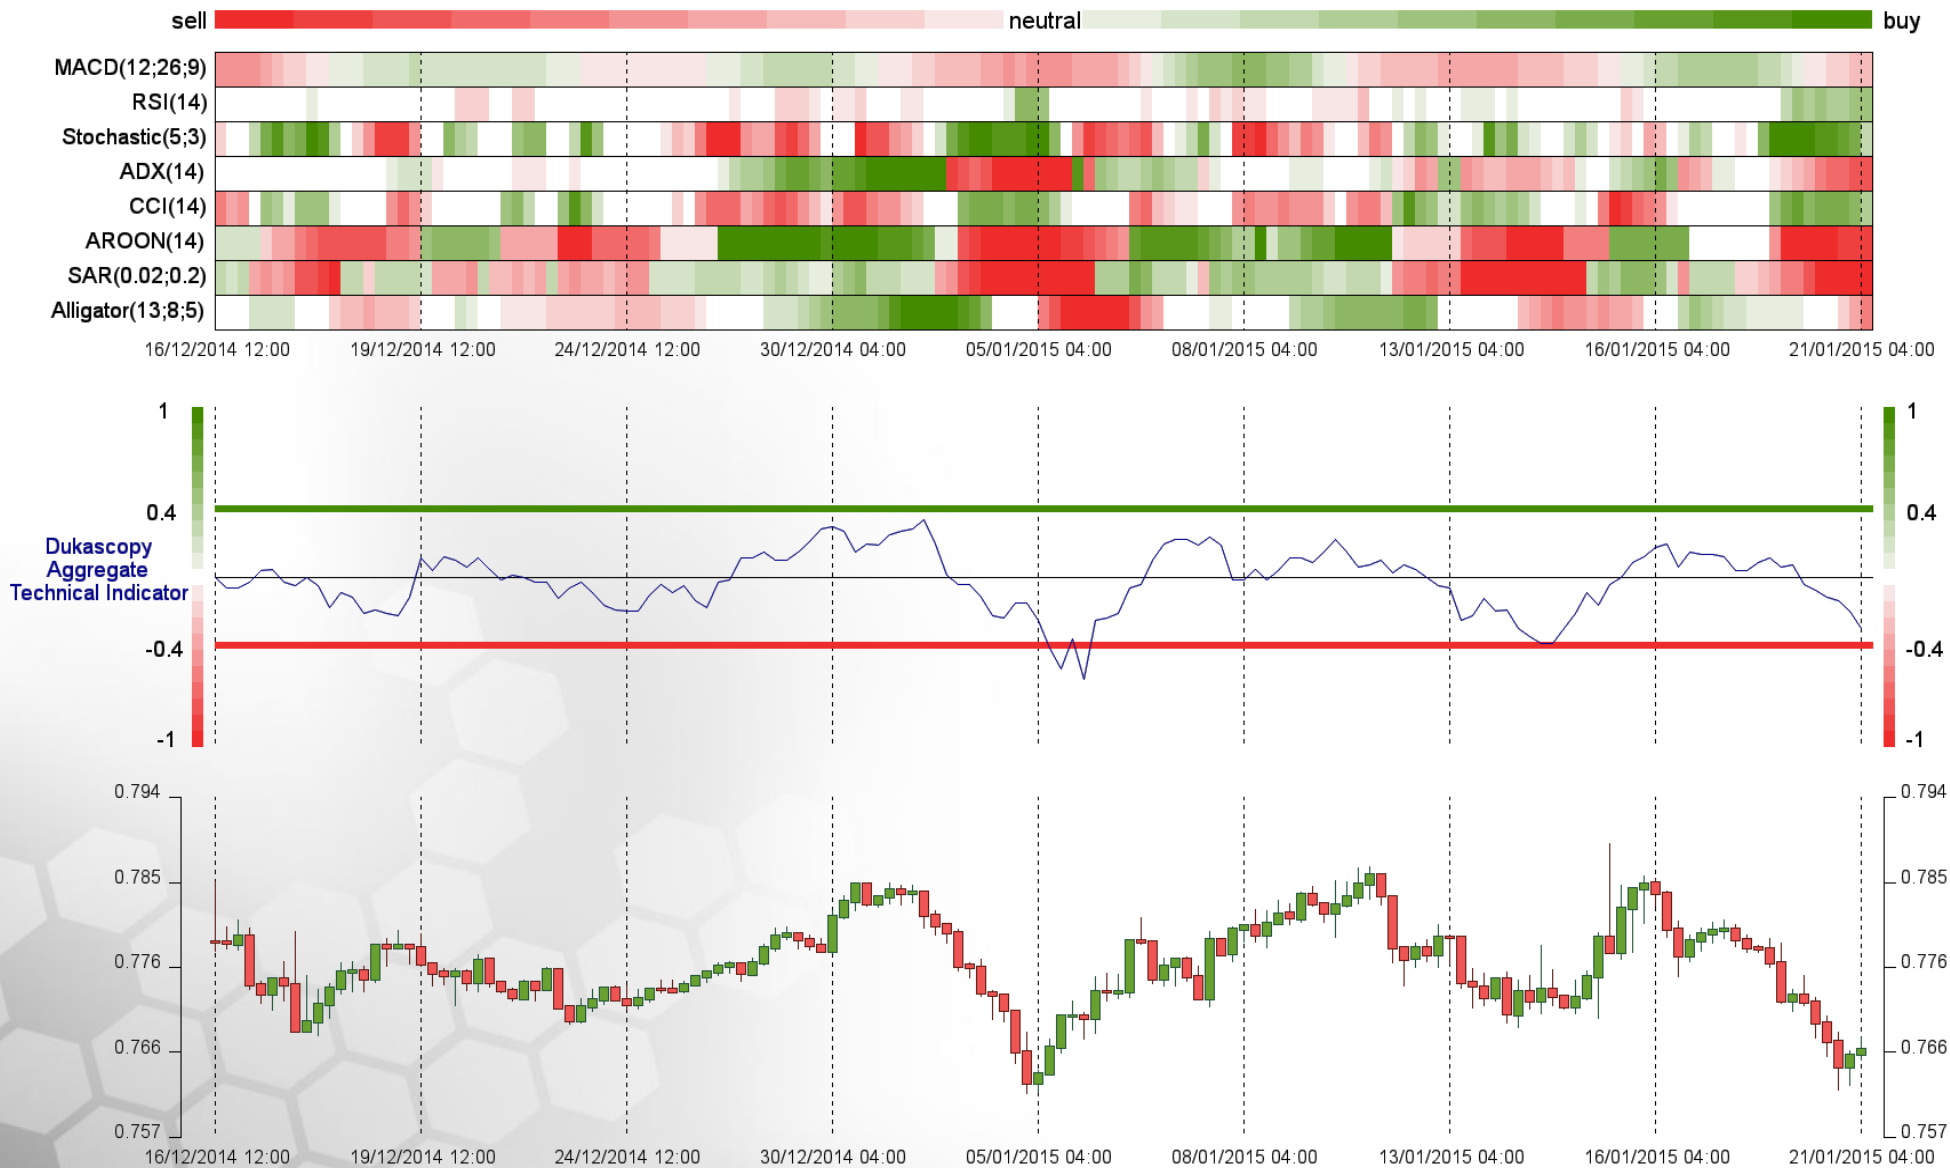 sell neutral buy
MACD(12;26;9)
RSI(14)
Stochastic(5;3)
ADX(14)
CCI(14)
AROON(14)
SAR(0.02;0.2)
Alligator(13;8;5)
16/12/2014 12:00 19/12/2014 12:00 24/12/2014 12:00 30/12/2014 04:00 05/01/2015 04:00 08/01/2015 04:00 13/01/2015 04:00 16/01/2015 04:00 21/01/2015 04:00
1 1
0.4 0.4
Dukascopy
Aggregate
Technical Indicator
-0.4 -0.4
-1 -1
0.794 0.794
0.785 0.785
0.776 0.776
0.766 0.766
0.757 0.757
16/12/2014 12:00 19/12/2014 12:00 24/12/2014 12:00 30/12/2014 04:00 05/01/2015 04:00 08/01/2015 04:00 13/01/2015 04:00 16/01/2015 04:00 21/01/2015 04:00